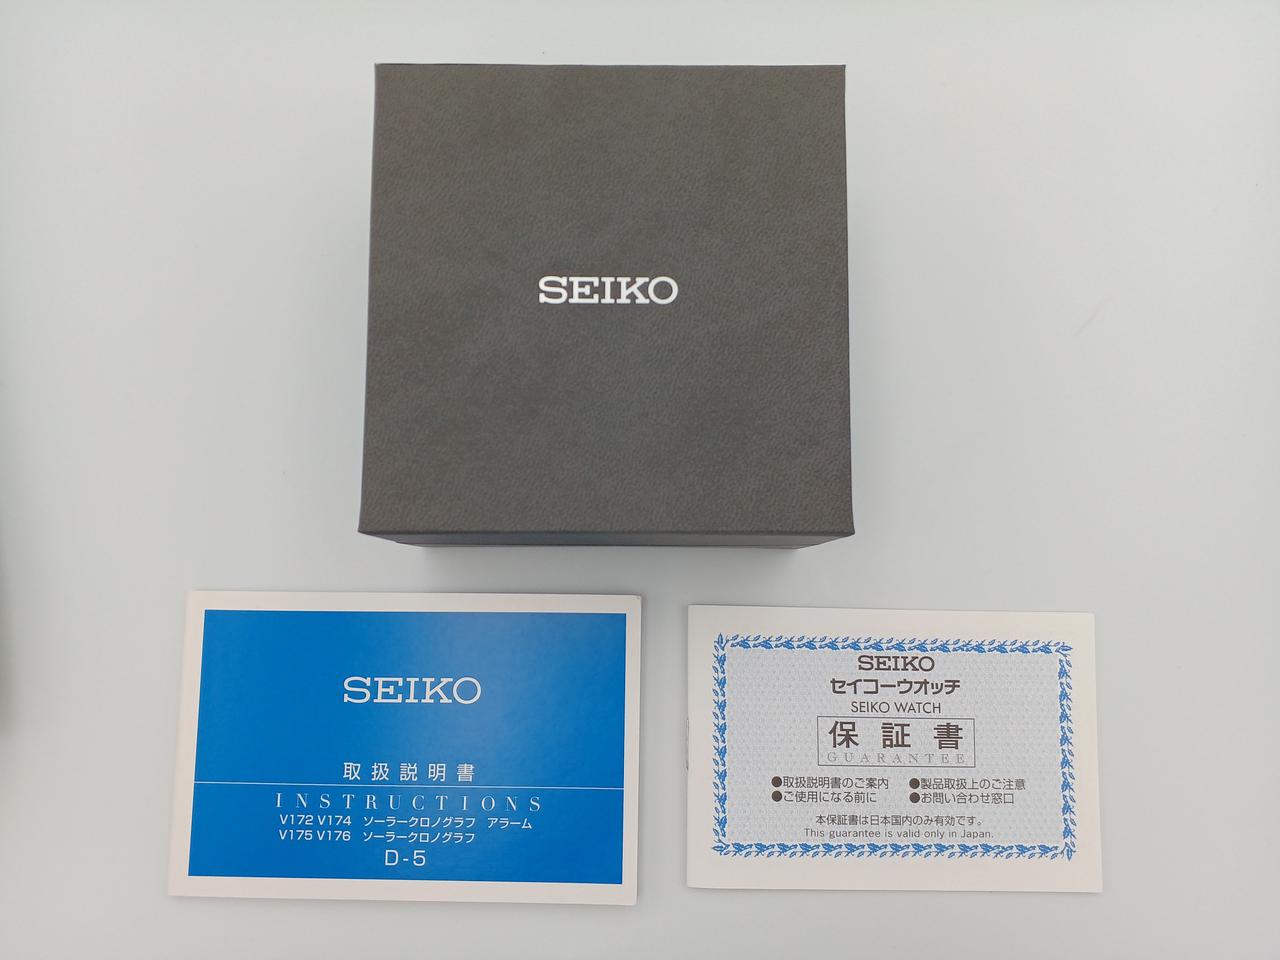 SEIKO
SEIKO
取扱説明書
INSTRUCTIONS
V172 V174 ソーラークロノグラフ アラーム
V175 V176 ソーラークロノグラフ
D-5
SEIKO
セイコーウオッチ
SEIKO WATCH
保証書
GUARANTEE
●取扱説明書のご案内 ●製品取扱上のご注意
●ご使用になる前に ●お問い合わせ窓口
本保証書は日本国内のみ有効です。
This guarantee is valid only in Japan.